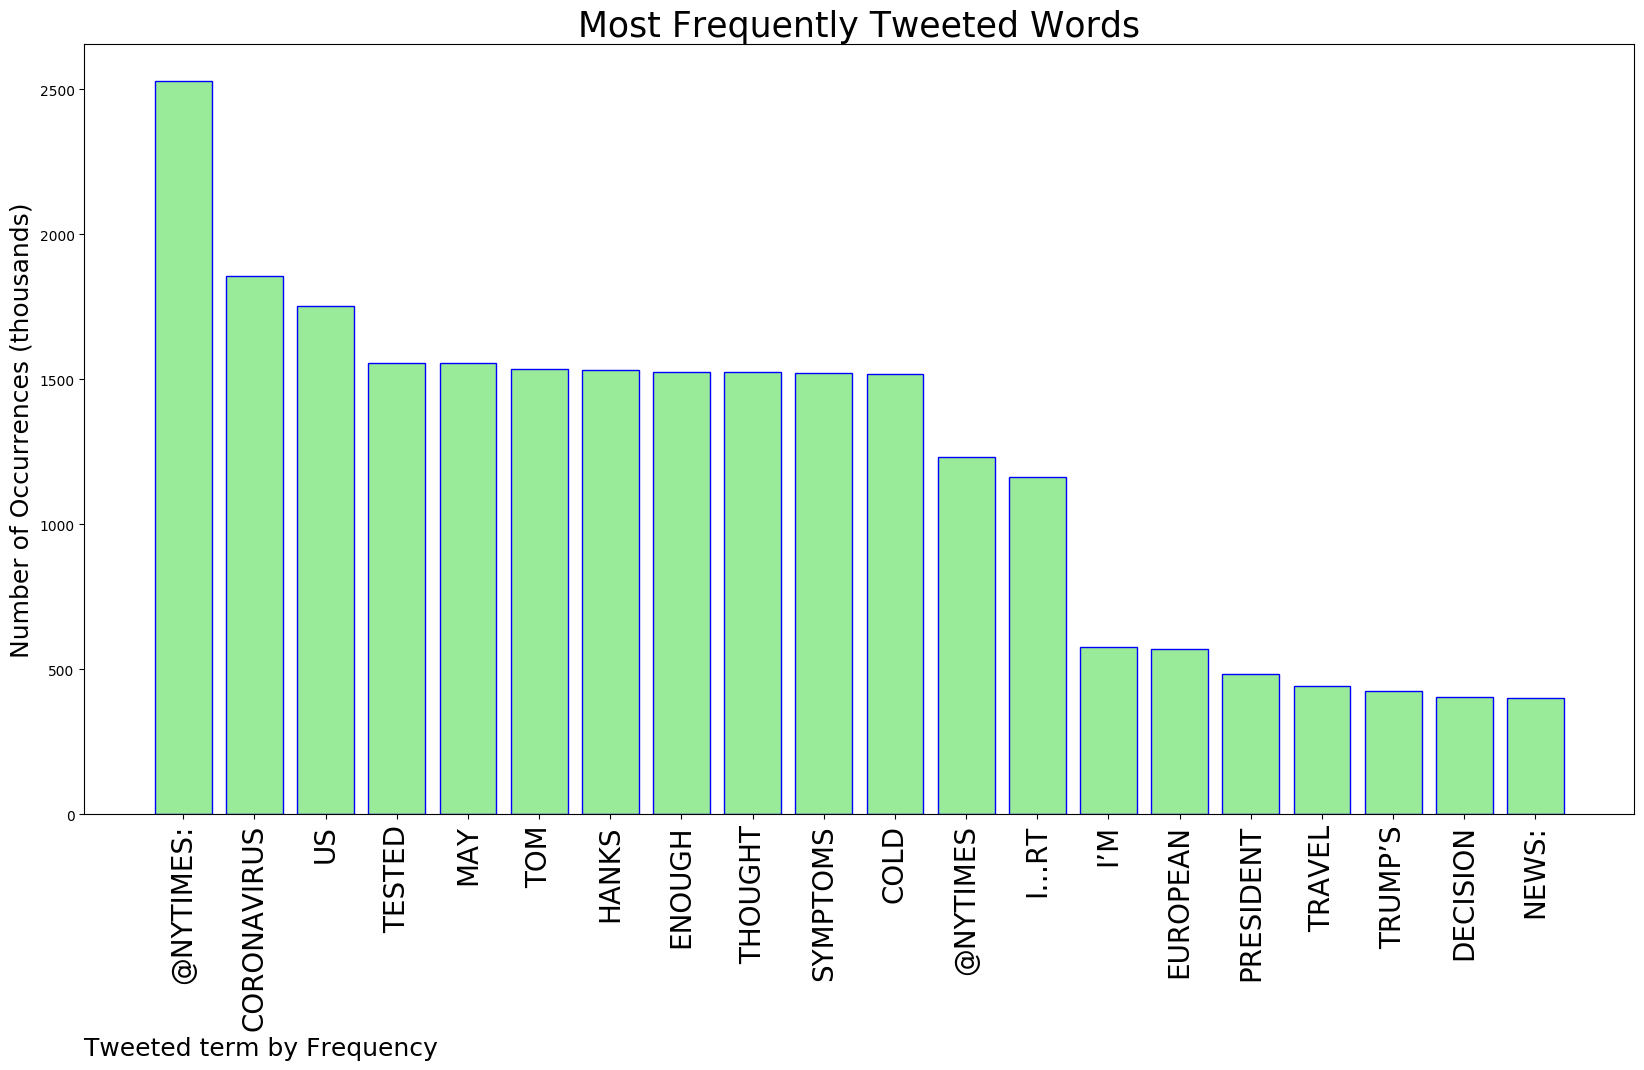 Most Frequently Tweeted Words
Number of Occurrences (thousands)
2500
2000
1500
1000
500
0
@NYTIMES:
CORONAVIRUS
US
TESTED
MAY
TOM
HANKS
ENOUGH
THOUGHT
SYMPTOMS
COLD
@NYTIMES
I...RT
I’M
EUROPEAN
PRESIDENT
TRAVEL
TRUMP’S
DECISION
NEWS:
Tweeted term by Frequency